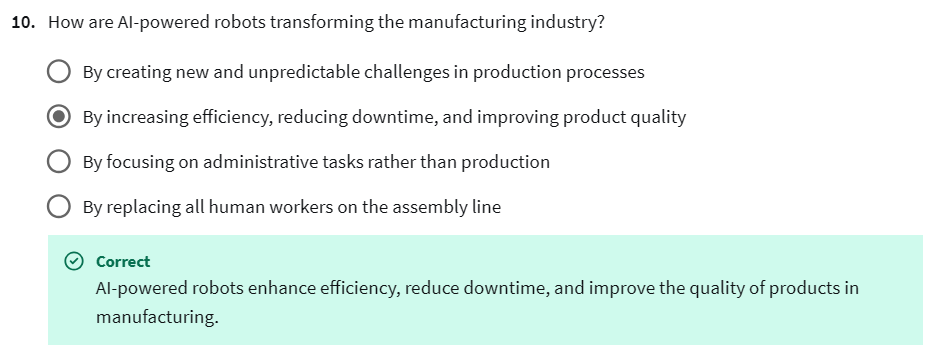 10. How are AI-powered robots transforming the manufacturing industry?
By creating new and unpredictable challenges in production processes
By increasing efficiency, reducing downtime, and improving product quality
By focusing on administrative tasks rather than production
By replacing all human workers on the assembly line
Correct
AI-powered robots enhance efficiency, reduce downtime, and improve the quality of products in
manufacturing.